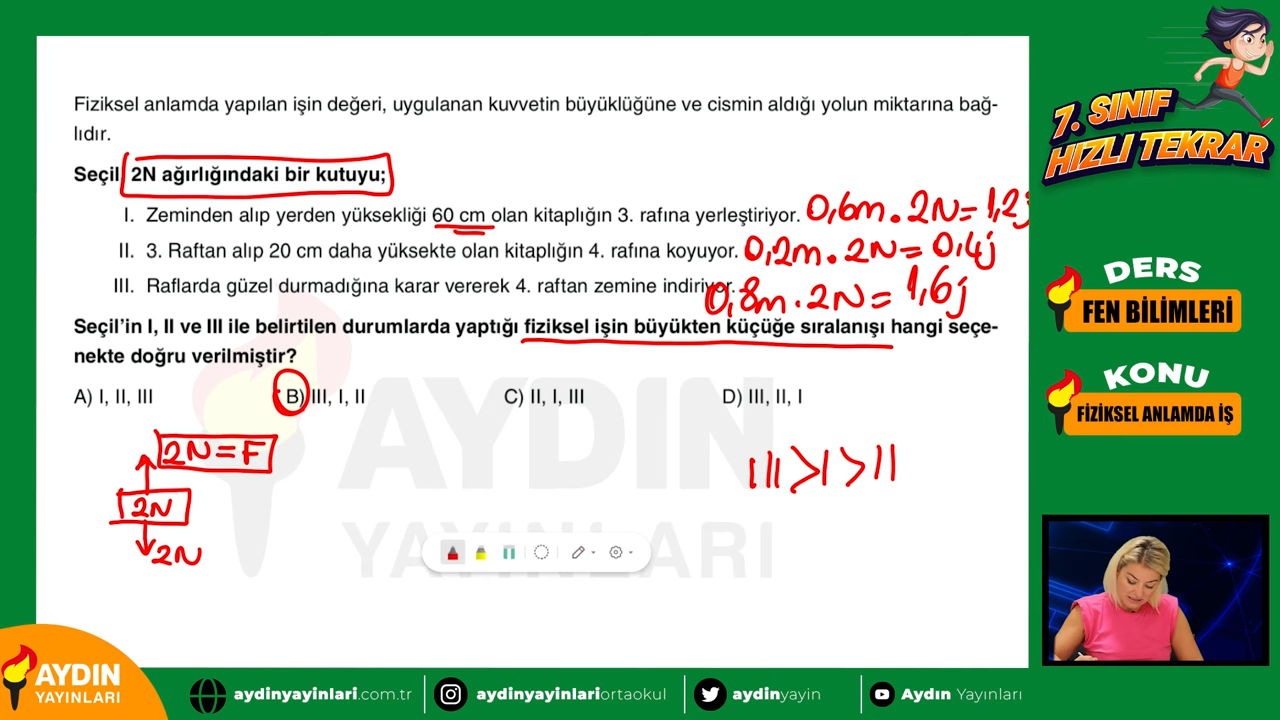 Fiziksel anlamda yapılan işin değeri, uygulanan kuvvetin büyüklüğüne ve cismin aldığı yolun miktarına bağ-
lıdır.
Seçil 2N ağırlığındaki bir kutuyu;
I. Zeminden alıp yerden yüksekliği 60 cm olan kitaplığın 3. rafına yerleştiriyor. 0,6m . 2N = 1,2j
II. 3. Raftan alıp 20 cm daha yüksekte olan kitaplığın 4. rafına koyuyor. 0,2m . 2N = 0,4j
III. Raflarda güzel durmadığına karar vererek 4. raftan zemine indiriyor. 0,8m . 2N = 1,6j
Seçil’in I, II ve III ile belirtilen durumlarda yaptığı fiziksel işin büyükten küçüğe sıralanışı hangi seçe-
nekte doğru verilmiştir?
A) I, II, III B) III, I, II C) II, I, III D) III, II, I
2N = F
2N
2N
III > I > II
AYDIN
YAYINLARI
7. SINIF
HIZLI TEKRAR
DERS
FEN BİLİMLERİ
KONU
FİZİKSEL ANLAMDA İŞ
AYDIN
YAYINLARI
aydinyayinlari.com.tr aydinyayinlariortaokul aydinyayin Aydın Yayınları